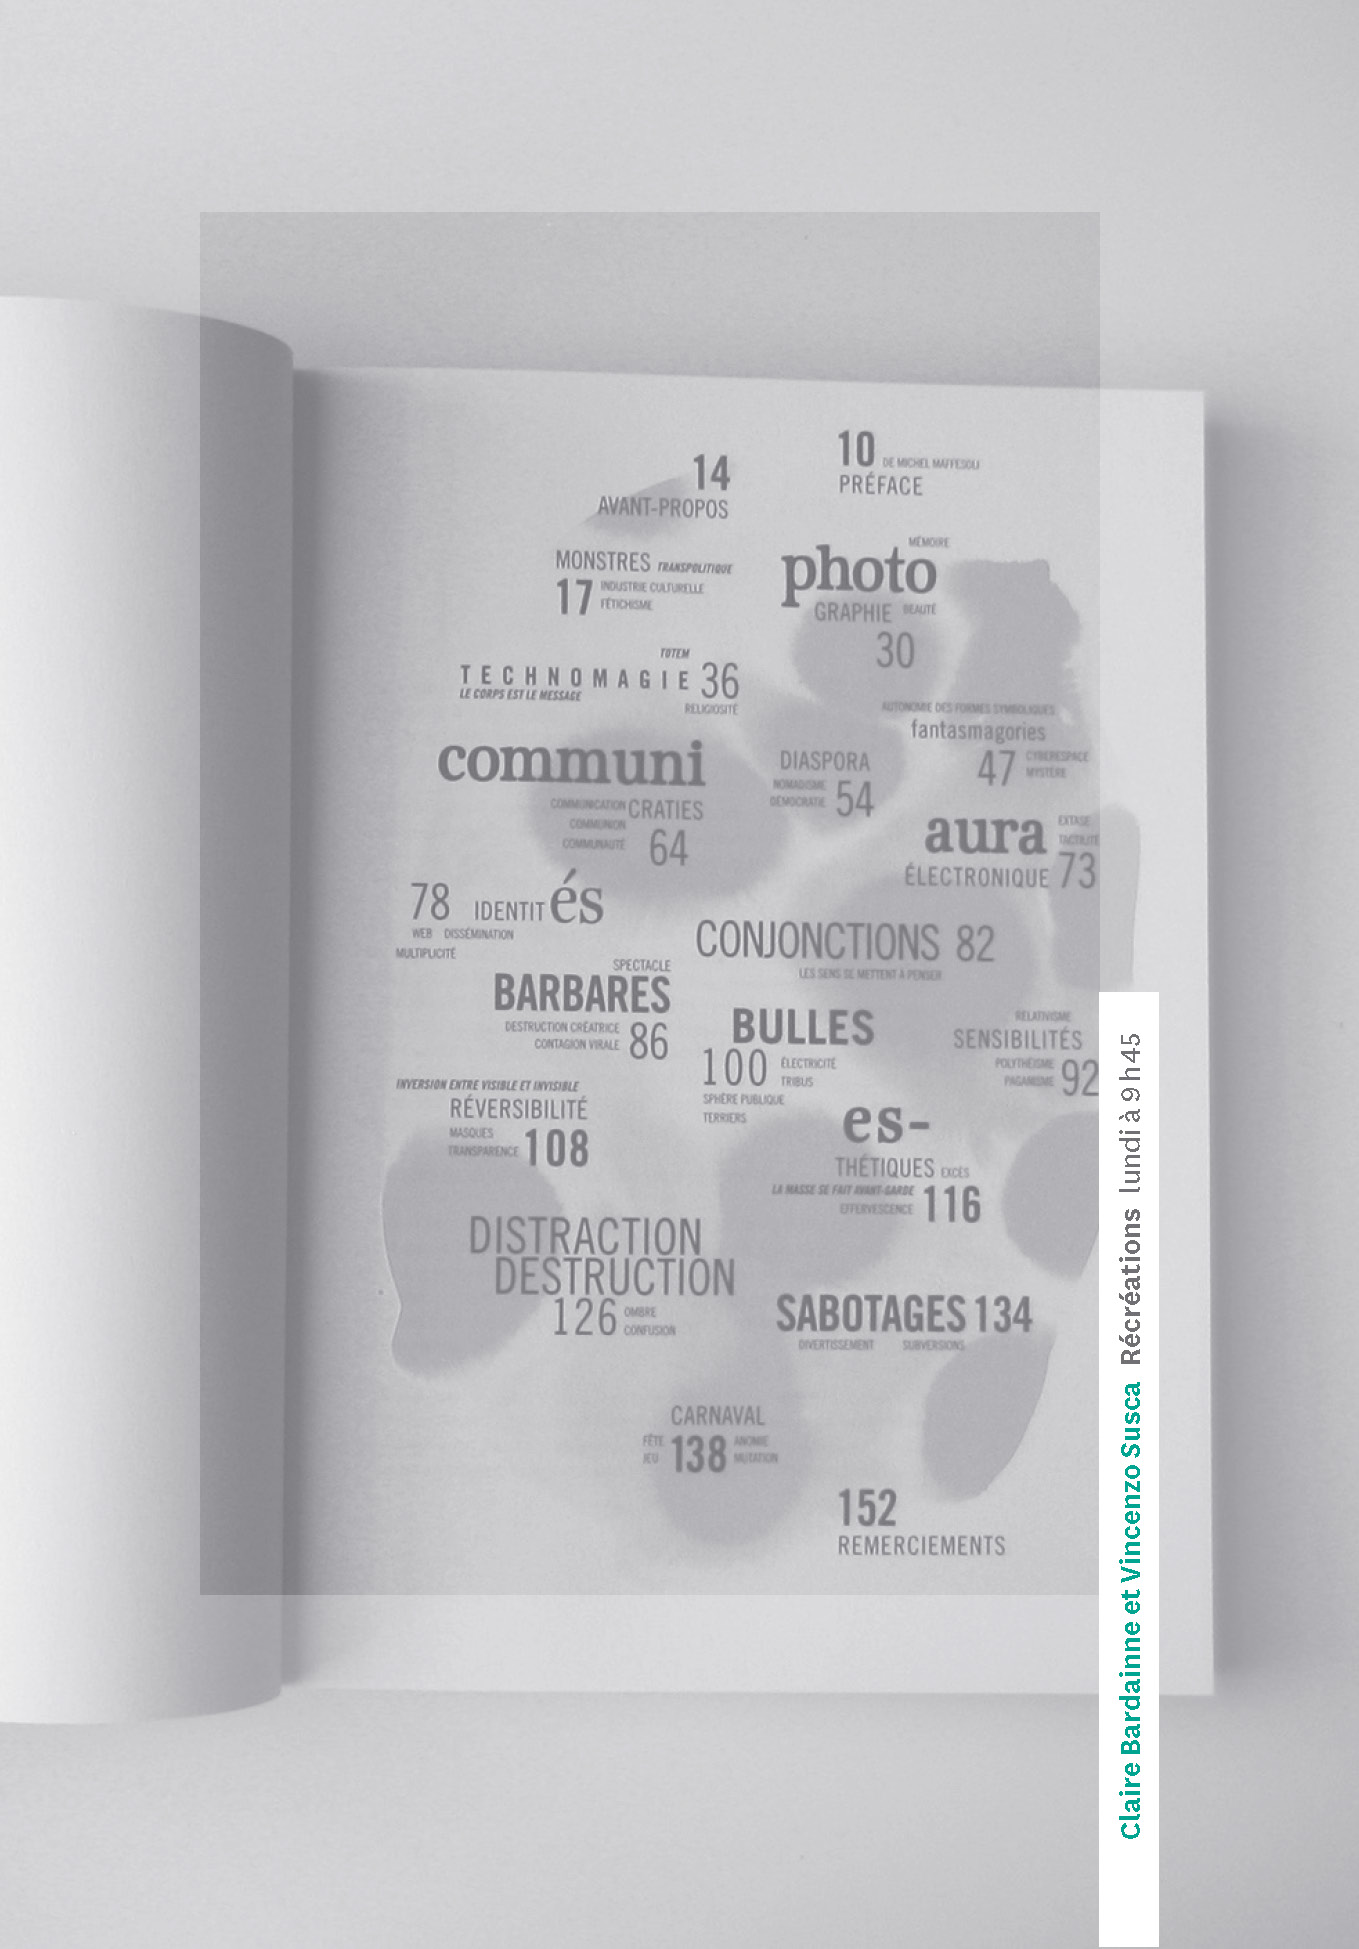 10 DE MICHEL MAFFESOLI
PRÉFACE
14
AVANT-PROPOS
MONSTRES TRANSPOLITIQUE
17 INDUSTRIE CULTURELLE
FÉTICHISME
MÉMOIRE
photo
GRAPHIE BEAUTÉ
30
TOTEM
TECHNOMAGIE 36
LE CORPS EST LE MESSAGE
RELIGIOSITÉ
AUTONOMIE DES FORMES SYMBOLIQUES
fantasmagories
47 CYBERESPACE
MYSTÈRE
communi
COMMUNICATION CRATIES
COMMUNION
COMMUNAUTÉ 64
DIASPORA
NOMADISME
DÉMOCRATIE 54
aura EXTASE
TACTILITÉ
ÉLECTRONIQUE 73
78 IDENTITés
WEB DISSÉMINATION
MULTIPLICITÉ
CONJONCTIONS 82
LES SENS SE METTENT À PENSER
SPECTACLE
BARBARES
DESTRUCTION CRÉATRICE
CONTAGION VIRALE 86
BULLES
100 ÉLECTRICITÉ
TRIBUS
SPHÈRE PUBLIQUE
TERRIERS
RELATIVISME
SENSIBILITÉS
POLYTHÉISME
PAGANISME 92
INVERSION ENTRE VISIBLE ET INVISIBLE
RÉVERSIBILITÉ
MASQUES
TRANSPARENCE 108
es-
THÉTIQUES EXCÈS
LA MASSE SE FAIT AVANT-GARDE
EFFERVESCENCE 116
DISTRACTION
DESTRUCTION
126 OMBRE
CONFUSION
SABOTAGES 134
DIVERTISSEMENT SUBVERSIONS
CARNAVAL
FÊTE 138 ANOMIE
JEU MUTATION
152
REMERCIEMENTS
Claire Bardainne et Vincenzo Susca Récréations lundi à 9 h 45